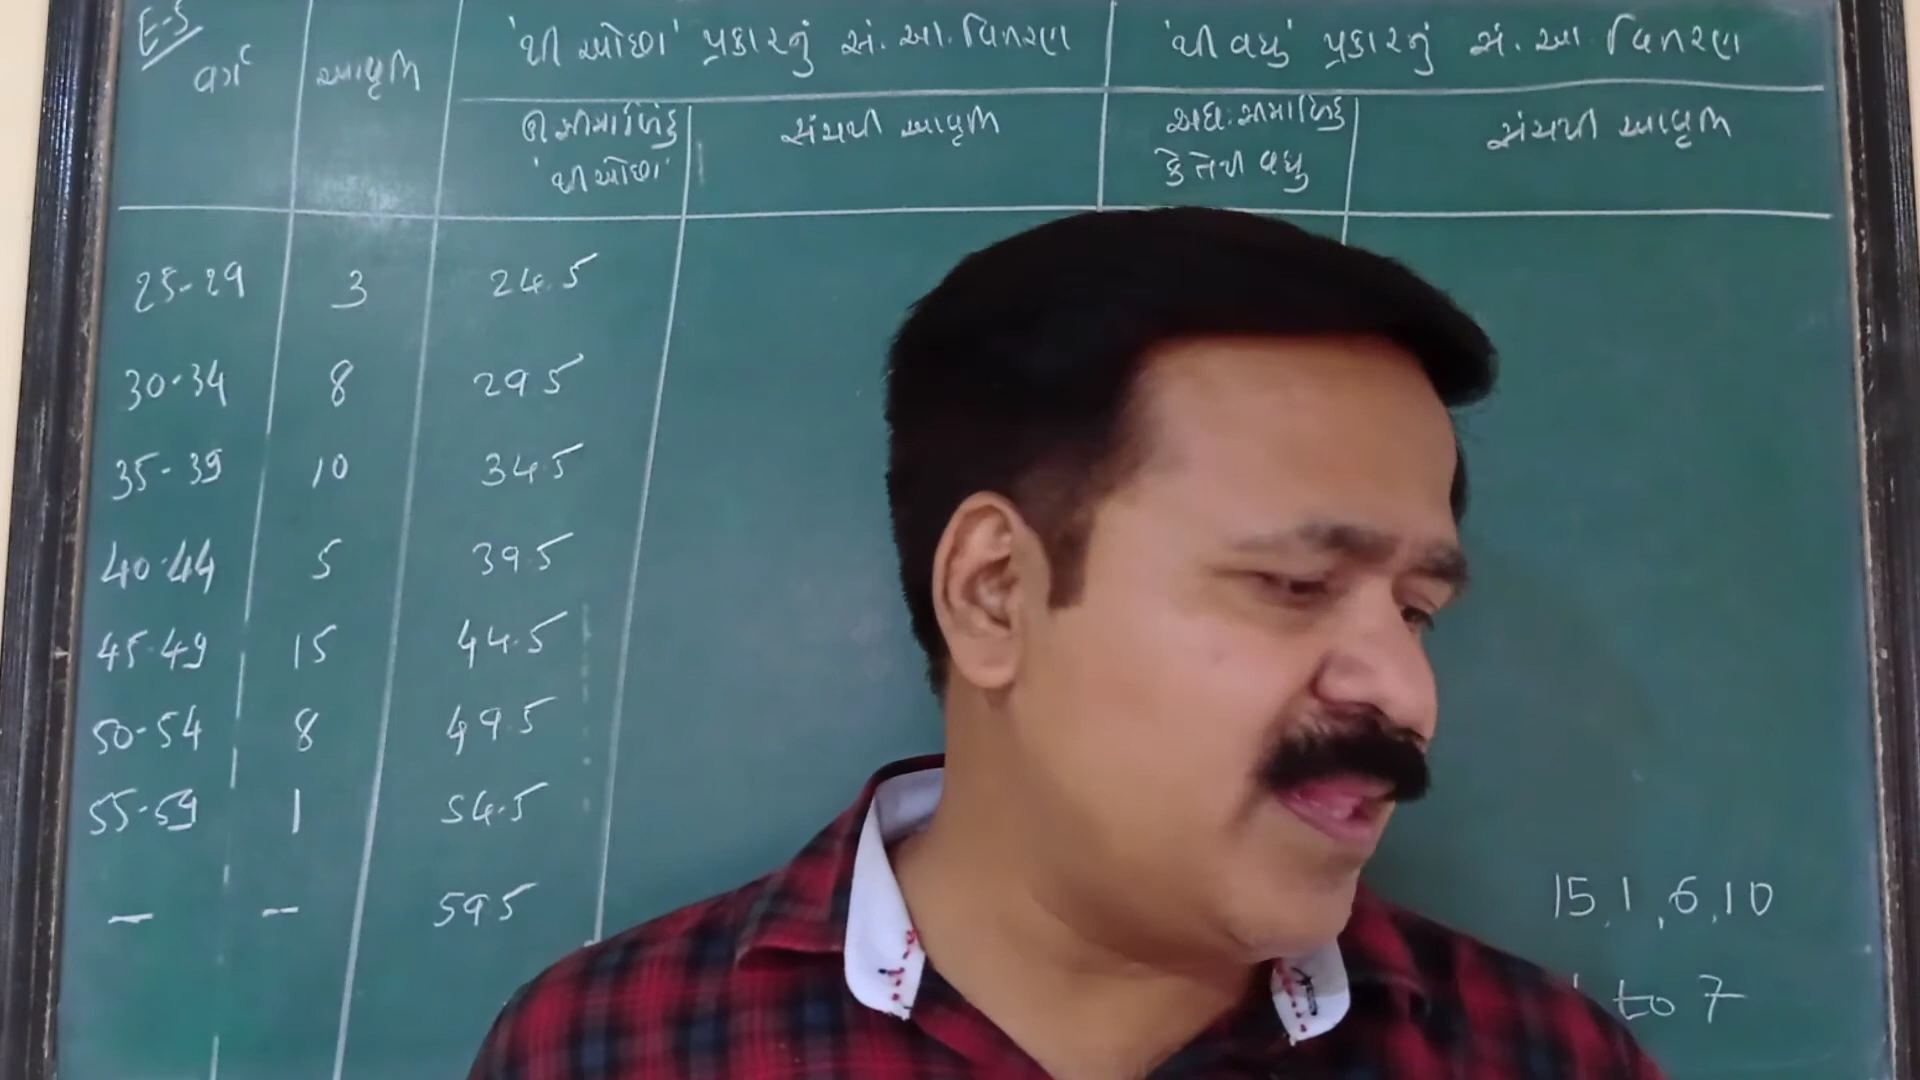 E-5
વર્ગ આવૃત્તિ 'થી ઓછા' પ્રકારનું સં. આ. વિતરણ 'થી વધુ' પ્રકારનું સં. આ. વિતરણ
ઊ. સીમાબિંદુ સંચયી આવૃત્તિ અધઃસીમાબિંદુ સંચયી આવૃત્તિ
'થી ઓછા' કે તેથી વધુ
25-29 3 24.5
30-34 8 29.5
35-39 10 34.5
40-44 5 39.5
45-49 15 44.5
50-54 8 49.5
55-59 1 54.5
— -- 59.5
15, 1, 6, 10
to 7